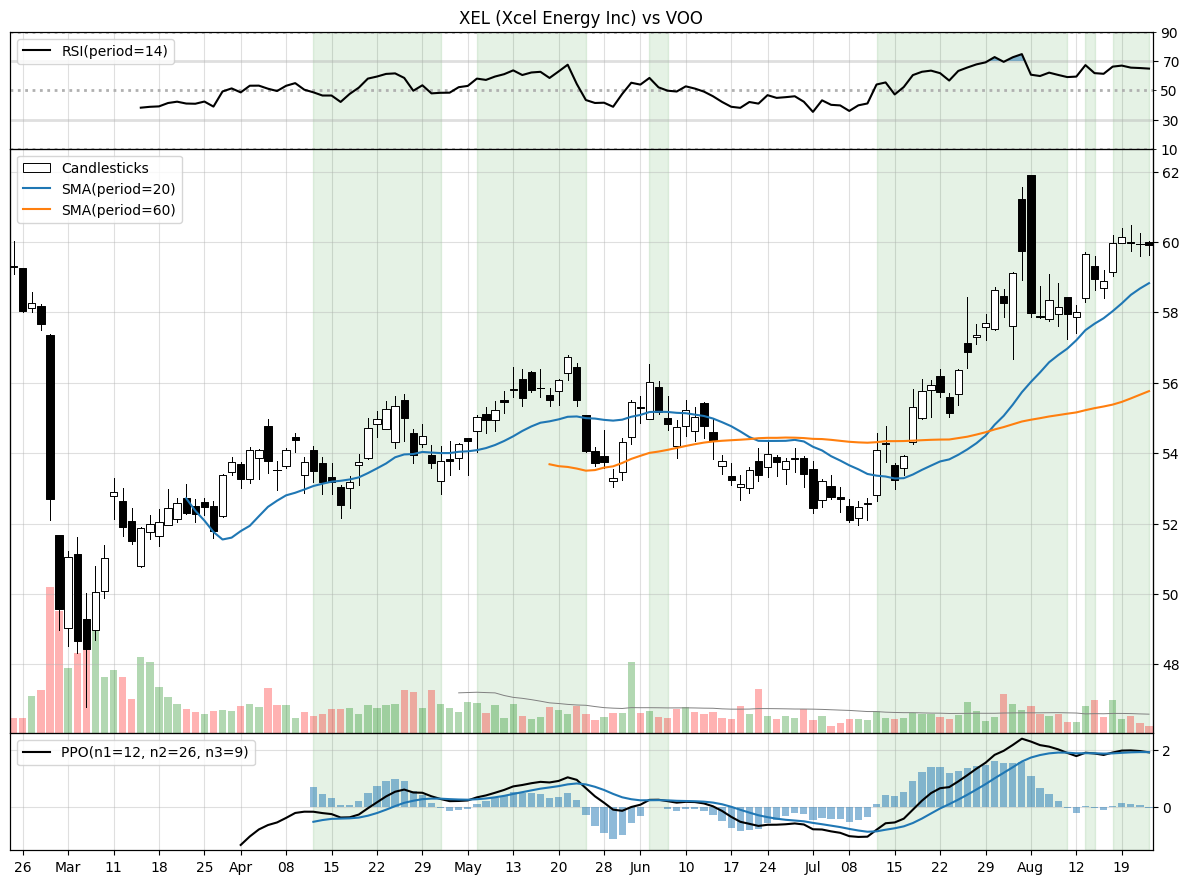 XEL (Xcel Energy Inc) vs VOO
RSI(period=14)
90
70
50
30
10
Candlesticks
SMA(period=20)
SMA(period=60)
62
60
58
56
54
52
50
48
PPO(n1=12, n2=26, n3=9)
2
0
26 Mar 11 18 25 Apr 08 15 22 29 May 13 20 28 Jun 10 17 24 Jul 08 15 22 29 Aug 12 19